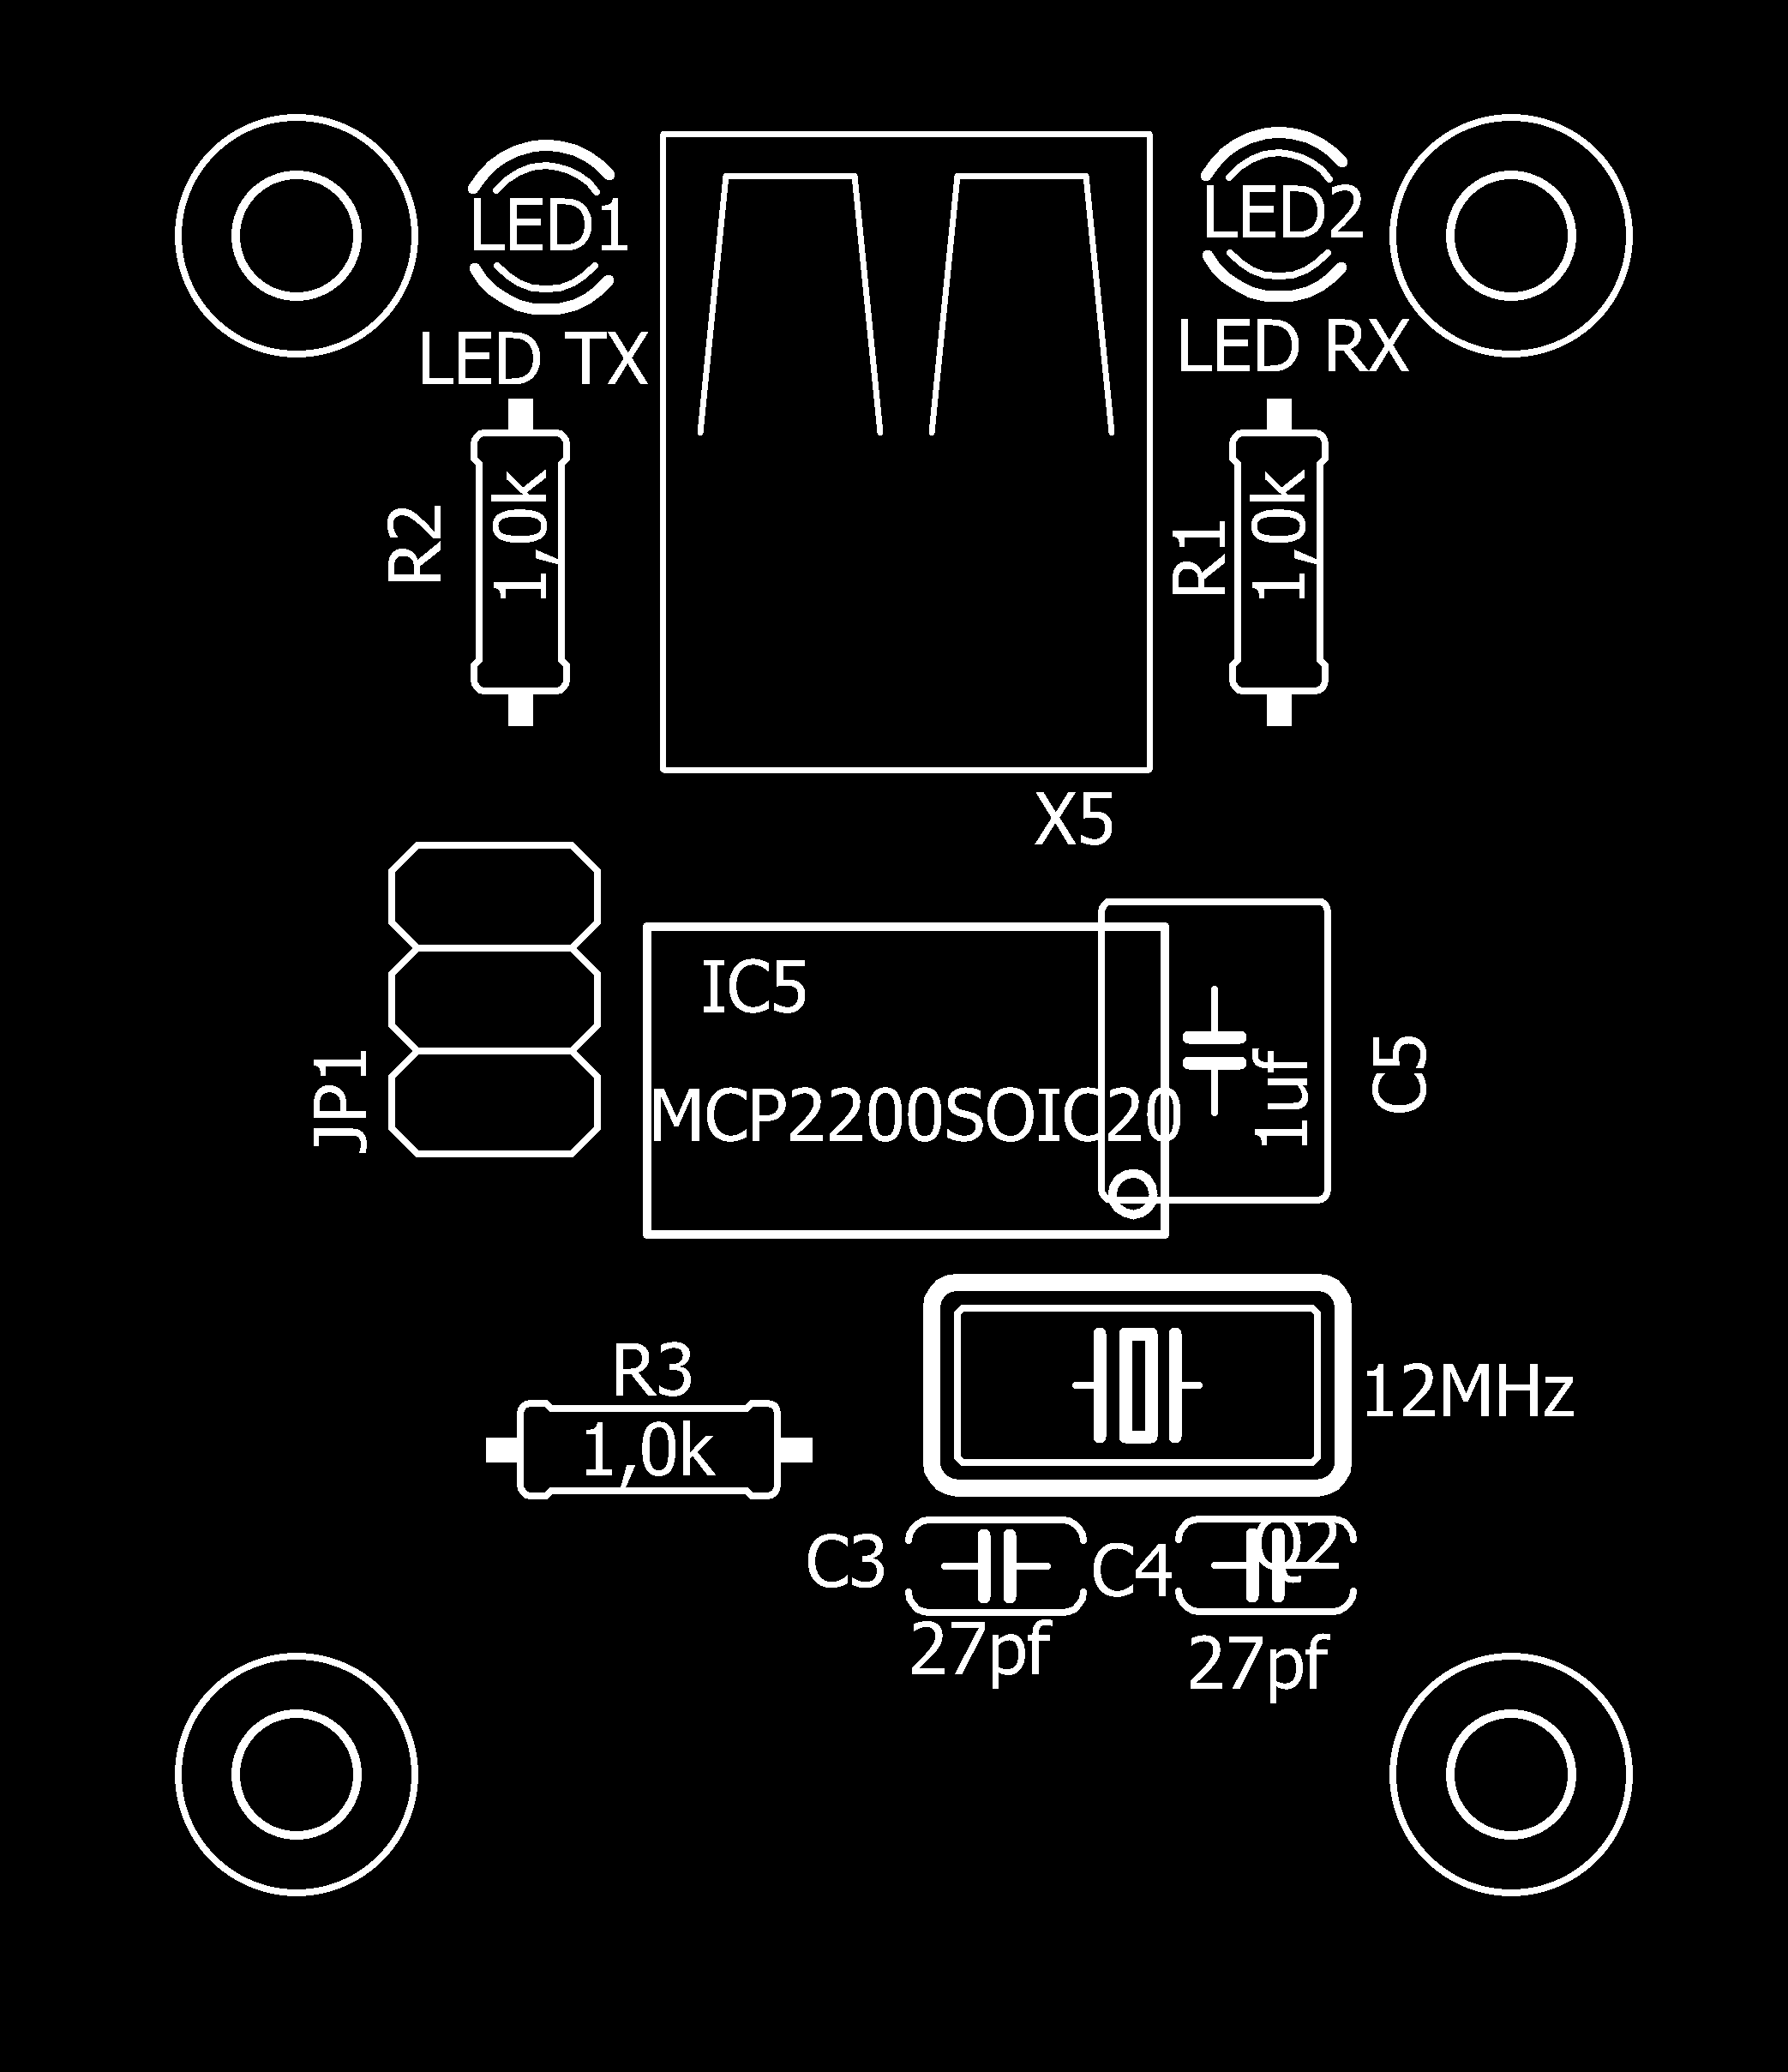 LED1
LED2
LED TX
LED RX
R2
1,0k
R1
1,0k
X5
IC5
JP1
MCP2200SOIC20
1uf
C5
R3
1,0k
12MHz
C3
C4
Q2
27pf
27pf